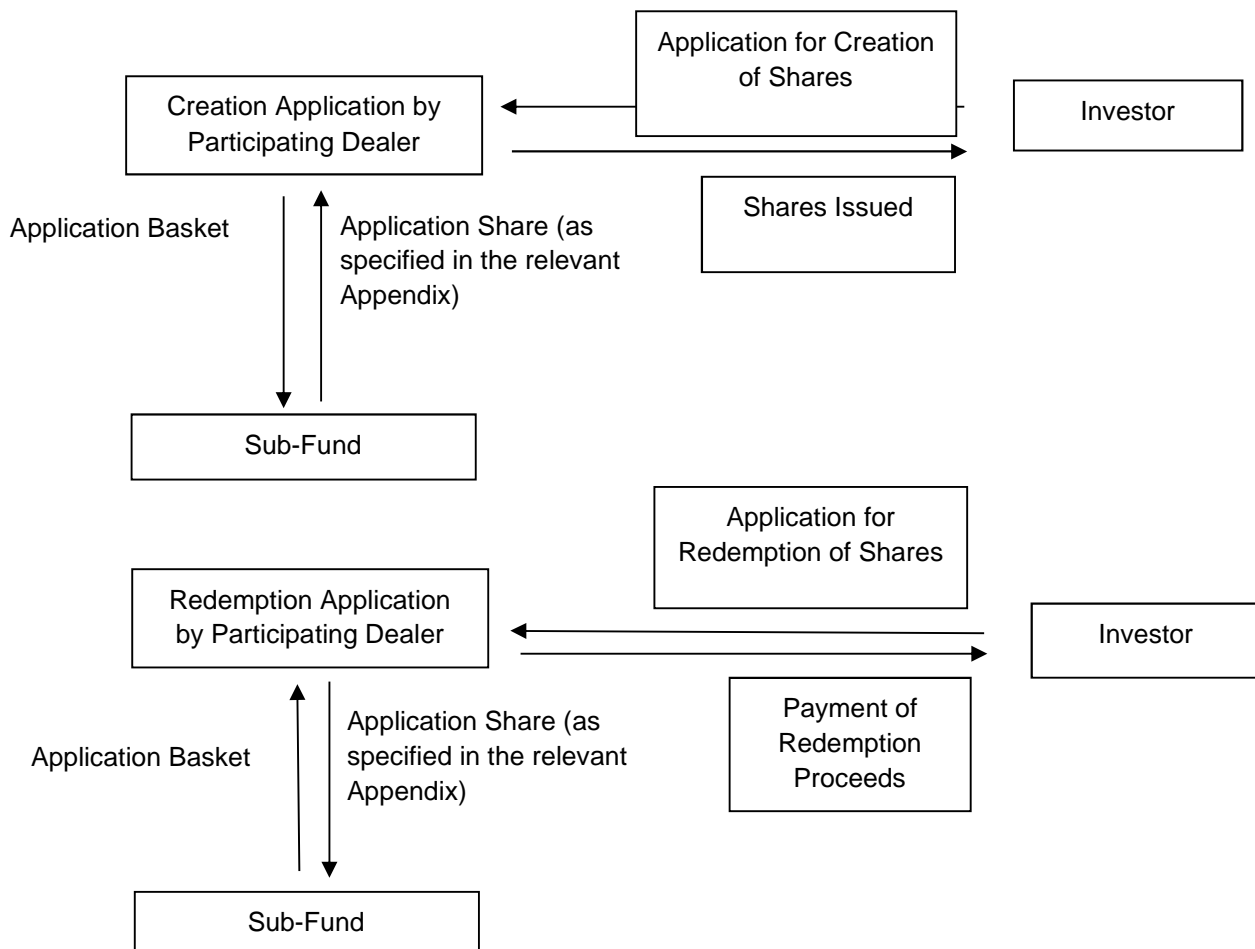 Application for Creation
of Shares
Creation Application by
Participating Dealer
Investor
Shares Issued
Application Basket
Application Share (as
specified in the relevant
Appendix)
Sub-Fund
Application for
Redemption of Shares
Redemption Application
by Participating Dealer
Investor
Payment of
Redemption
Proceeds
Application Basket
Application Share (as
specified in the relevant
Appendix)
Sub-Fund